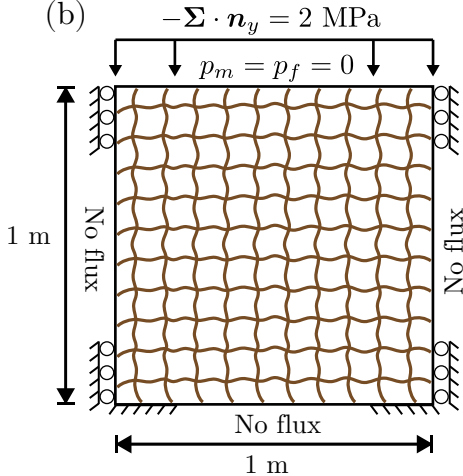 (b)
−Σ · n_y = 2 MPa
p_m = p_f = 0
No flux
1 m
No flux
No flux
1 m